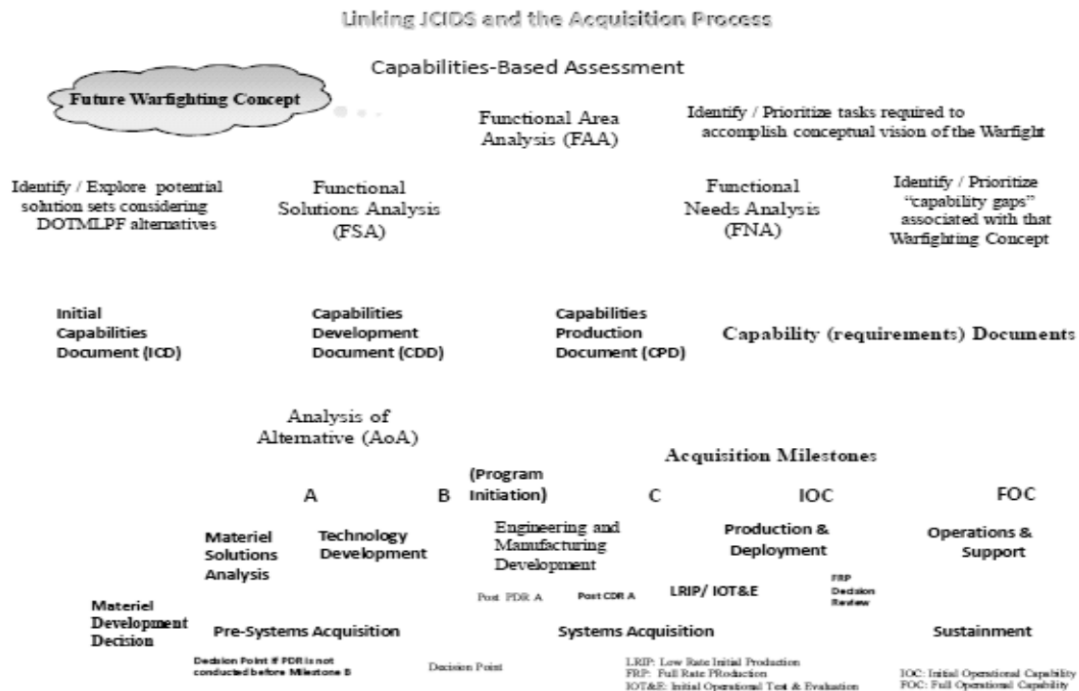 Linking JCIDS and the Acquisition Process
Capabilities-Based Assessment
Future Warfighting Concept
Functional Area
Analysis (FAA)
Identify / Prioritize tasks required to
accomplish conceptual vision of the Warfight
Identify / Explore potential
solution sets considering
DOTMLPF alternatives
Functional
Solutions Analysis
(FSA)
Functional
Needs Analysis
(FNA)
Identify / Prioritize
“capability gaps”
associated with that
Warfighting Concept
Initial
Capabilities
Document (ICD)
Capabilities
Development
Document (CDD)
Capabilities
Production
Document (CPD)
Capability (requirements) Documents
Analysis of
Alternative (AoA)
Acquisition Milestones
A
B
(Program
Initiation)
C
IOC
FOC
Materiel
Solutions
Analysis
Technology
Development
Engineering and
Manufacturing
Development
Production &
Deployment
Operations &
Support
Post PDR A
Post CDR A
LRIP/ IOT&E
FRP
Decision
Review
Materiel
Development
Decision
Pre-Systems Acquisition
Systems Acquisition
Sustainment
Decision Point if PDR is not
conducted before Milestone B
Decision Point
LRIP: Low Rate Initial Production
FRP: Full Rate PRoduction
IOT&E: Initial Operational Test & Evaluation
IOC: Initial Operational Capability
FOC: Full Operational Capability